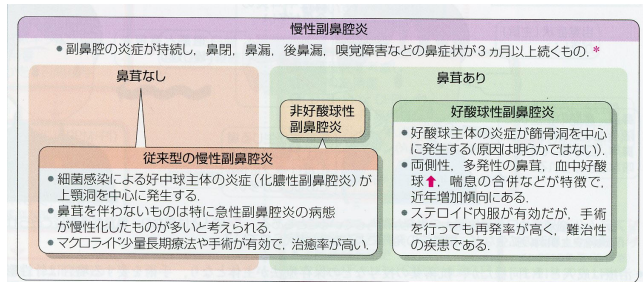 慢性副鼻腔炎
●副鼻腔の炎症が持続し，鼻閉，鼻漏，後鼻漏，嗅覚障害などの鼻症状が3ヵ月以上続くもの．*
鼻茸なし
鼻茸あり
非好酸球性
副鼻腔炎
従来型の慢性副鼻腔炎
●細菌感染による好中球主体の炎症（化膿性副鼻腔炎）が
上顎洞を中心に発生する．
●鼻茸を伴わないものは特に急性副鼻腔炎の病態
が慢性化したものが多いと考えられる．
●マクロライド少量長期療法や手術が有効で，治癒率が高い．
好酸球性副鼻腔炎
●好酸球主体の炎症が篩骨洞を中心
に発生する（原因は明らかではない）．
●両側性，多発性の鼻茸，血中好酸
球⬆，喘息の合併などが特徴で，
近年増加傾向にある．
●ステロイド内服が有効だが，手術
を行っても再発率が高く，難治性
の疾患である．